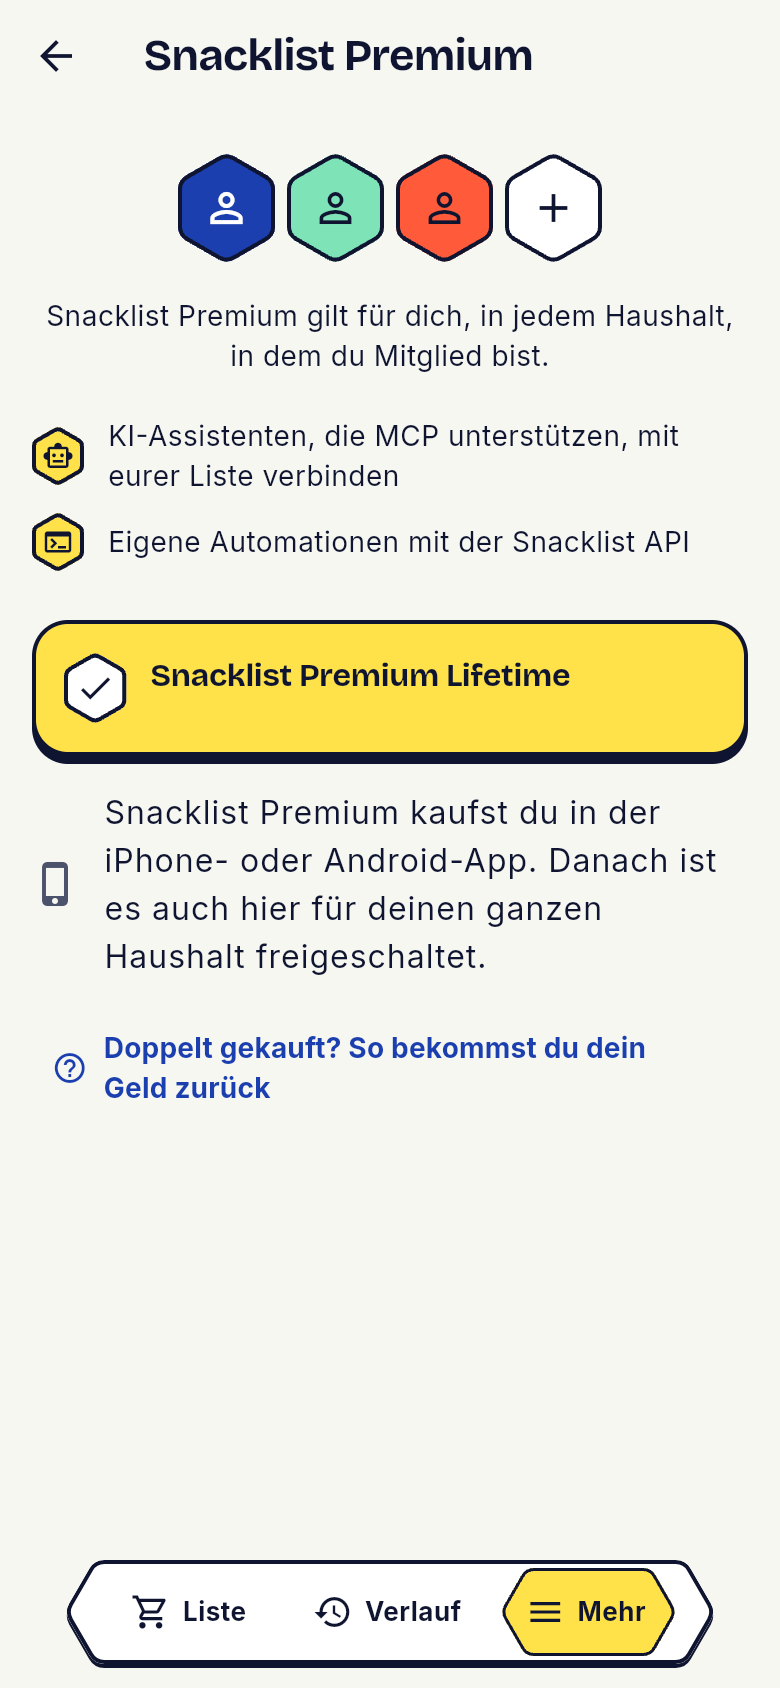 Snacklist Premium
Snacklist Premium gilt für dich, in jedem Haushalt,
in dem du Mitglied bist.
KI-Assistenten, die MCP unterstützen, mit
eurer Liste verbinden
Eigene Automationen mit der Snacklist API
Snacklist Premium Lifetime
Snacklist Premium kaufst du in der
iPhone- oder Android-App. Danach ist
es auch hier für deinen ganzen
Haushalt freigeschaltet.
Doppelt gekauft? So bekommst du dein
Geld zurück
Liste
Verlauf
Mehr